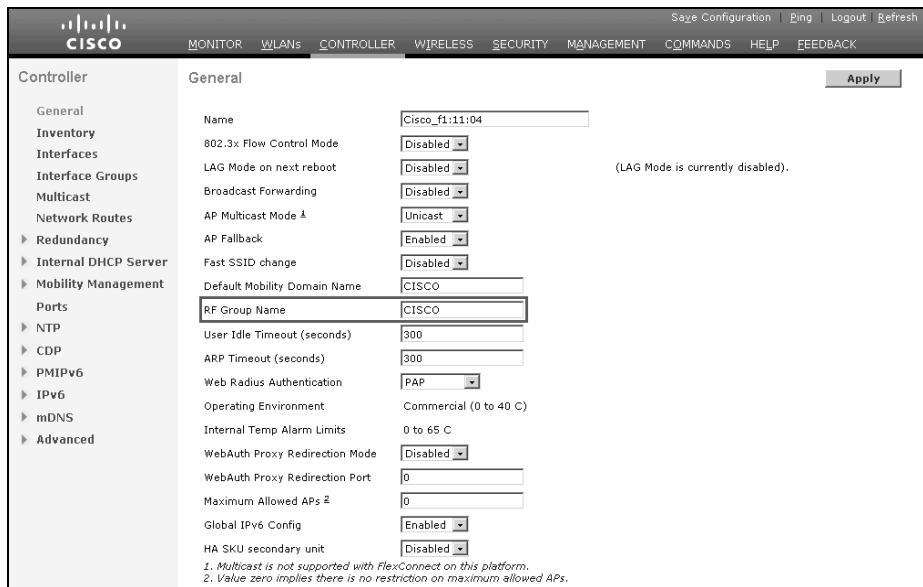 Save Configuration | Ping | Logout | Refresh
CISCO
MONITOR WLANs CONTROLLER WIRELESS SECURITY MANAGEMENT COMMANDS HELP FEEDBACK
Controller
General
Inventory
Interfaces
Interface Groups
Multicast
Network Routes
Redundancy
Internal DHCP Server
Mobility Management
Ports
NTP
CDP
PMIPv6
IPv6
mDNS
Advanced
General
Apply
Name Cisco_f1:11:04
802.3x Flow Control Mode Disabled
LAG Mode on next reboot Disabled (LAG Mode is currently disabled).
Broadcast Forwarding Disabled
AP Multicast Mode 1 Unicast
AP Fallback Enabled
Fast SSID change Disabled
Default Mobility Domain Name CISCO
RF Group Name CISCO
User Idle Timeout (seconds) 300
ARP Timeout (seconds) 300
Web Radius Authentication PAP
Operating Environment Commercial (0 to 40 C)
Internal Temp Alarm Limits 0 to 65 C
WebAuth Proxy Redirection Mode Disabled
WebAuth Proxy Redirection Port 0
Maximum Allowed APs 2 0
Global IPv6 Config Enabled
HA SKU secondary unit Disabled
1. Multicast is not supported with FlexConnect on this platform.
2. Value zero implies there is no restriction on maximum allowed APs.